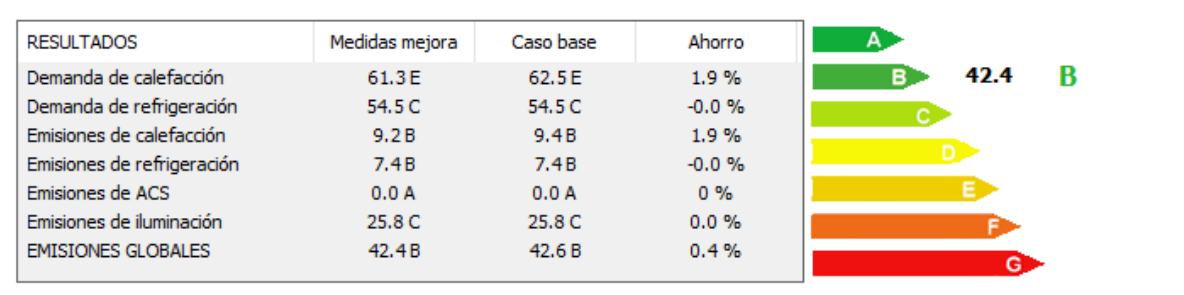 RESULTADOS Medidas mejora Caso base Ahorro A
Demanda de calefacción 61.3 E 62.5 E 1.9 % B 42.4 B
Demanda de refrigeración 54.5 C 54.5 C -0.0 % C
Emisiones de calefacción 9.2 B 9.4 B 1.9 % D
Emisiones de refrigeración 7.4 B 7.4 B -0.0 %
Emisiones de ACS 0.0 A 0.0 A 0 % E
Emisiones de iluminación 25.8 C 25.8 C 0.0 % F
EMISIONES GLOBALES 42.4 B 42.6 B 0.4 % G